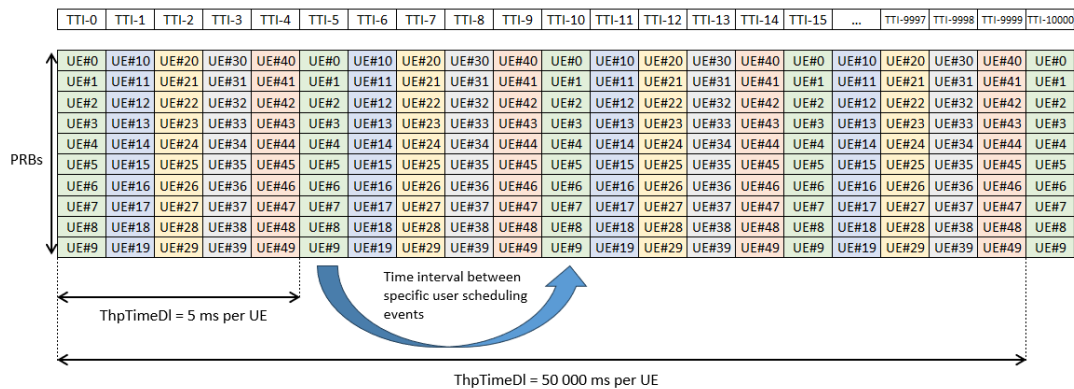 TTI-0 TTI-1 TTI-2 TTI-3 TTI-4 TTI-5 TTI-6 TTI-7 TTI-8 TTI-9 TTI-10 TTI-11 TTI-12 TTI-13 TTI-14 TTI-15 ... TTI-9997 TTI-9998 TTI-9999 TTI-10000
UE#0 UE#10 UE#20 UE#30 UE#40 UE#0 UE#10 UE#20 UE#30 UE#40 UE#0 UE#10 UE#20 UE#30 UE#40 UE#0 UE#10 UE#20 UE#30 UE#40 UE#0
UE#1 UE#11 UE#21 UE#31 UE#41 UE#1 UE#11 UE#21 UE#31 UE#41 UE#1 UE#11 UE#21 UE#31 UE#41 UE#1 UE#11 UE#21 UE#31 UE#41 UE#1
UE#2 UE#12 UE#22 UE#32 UE#42 UE#2 UE#12 UE#22 UE#32 UE#42 UE#2 UE#12 UE#22 UE#32 UE#42 UE#2 UE#12 UE#22 UE#32 UE#42 UE#2
UE#3 UE#13 UE#23 UE#33 UE#43 UE#3 UE#13 UE#23 UE#33 UE#43 UE#3 UE#13 UE#23 UE#33 UE#43 UE#3 UE#13 UE#23 UE#33 UE#43 UE#3
UE#4 UE#14 UE#24 UE#34 UE#44 UE#4 UE#14 UE#24 UE#34 UE#44 UE#4 UE#14 UE#24 UE#34 UE#44 UE#4 UE#14 UE#24 UE#34 UE#44 UE#4
PRBs
UE#5 UE#15 UE#25 UE#35 UE#45 UE#5 UE#15 UE#25 UE#35 UE#45 UE#5 UE#15 UE#25 UE#35 UE#45 UE#5 UE#15 UE#25 UE#35 UE#45 UE#5
UE#6 UE#16 UE#26 UE#36 UE#46 UE#6 UE#16 UE#26 UE#36 UE#46 UE#6 UE#16 UE#26 UE#36 UE#46 UE#6 UE#16 UE#26 UE#36 UE#46 UE#6
UE#7 UE#17 UE#27 UE#37 UE#47 UE#7 UE#17 UE#27 UE#37 UE#47 UE#7 UE#17 UE#27 UE#37 UE#47 UE#7 UE#17 UE#27 UE#37 UE#47 UE#7
UE#8 UE#18 UE#28 UE#38 UE#48 UE#8 UE#18 UE#28 UE#38 UE#48 UE#8 UE#18 UE#28 UE#38 UE#48 UE#8 UE#18 UE#28 UE#38 UE#48 UE#8
UE#9 UE#19 UE#29 UE#39 UE#49 UE#9 UE#19 UE#29 UE#39 UE#49 UE#9 UE#19 UE#29 UE#39 UE#49 UE#9 UE#19 UE#29 UE#39 UE#49 UE#9
Time interval between
specific user scheduling
events
ThpTimeDl = 5 ms per UE
ThpTimeDl = 50 000 ms per UE